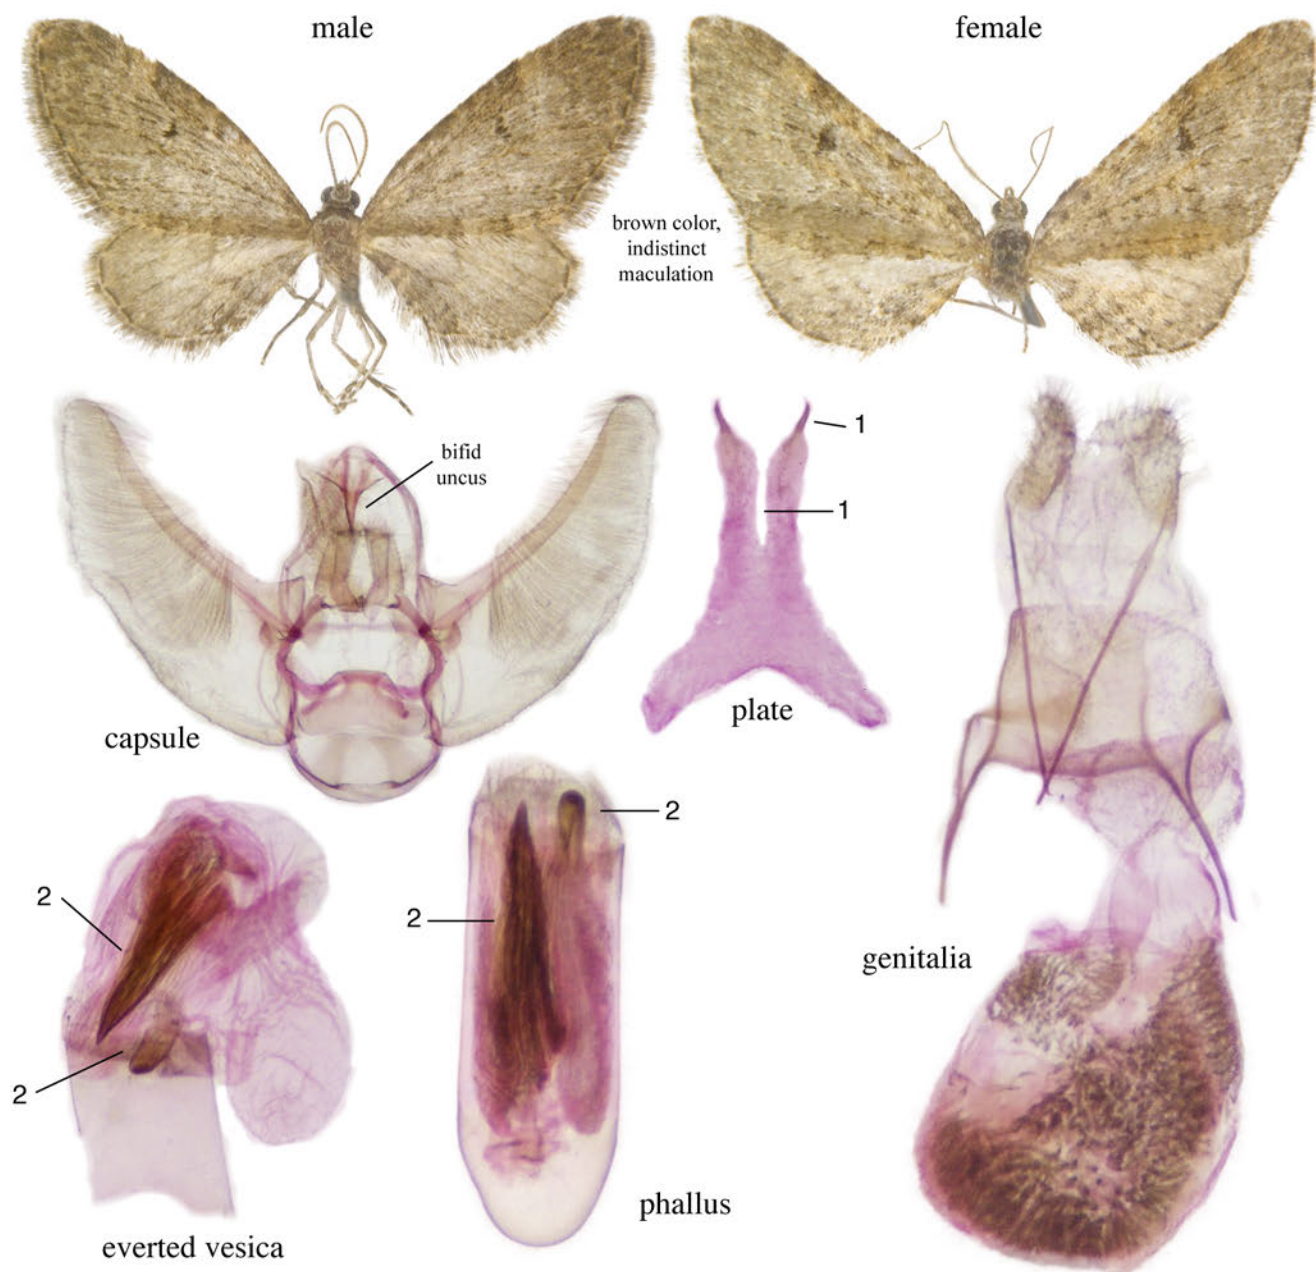 male
female
brown color,
indistinct
maculation
bifid
uncus
1
1
capsule
plate
2
2
2
2
genitalia
phallus
everted vesica